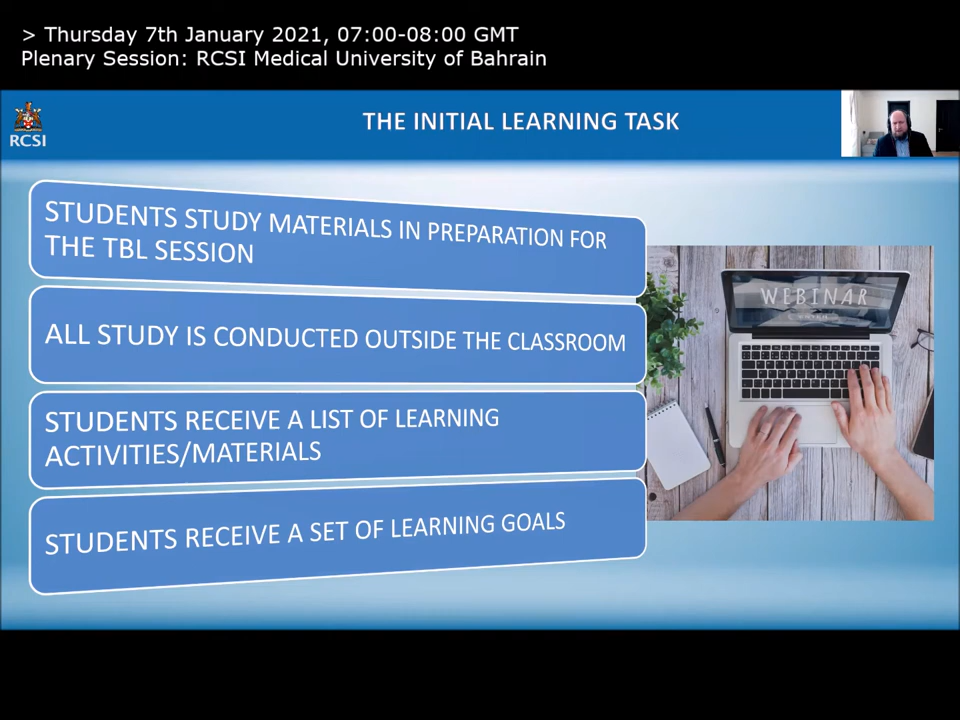 > Thursday 7th January 2021, 07:00-08:00 GMT
Plenary Session: RCSI Medical University of Bahrain
RCSI
THE INITIAL LEARNING TASK
STUDENTS STUDY MATERIALS IN PREPARATION FOR
THE TBL SESSION
ALL STUDY IS CONDUCTED OUTSIDE THE CLASSROOM
STUDENTS RECEIVE A LIST OF LEARNING
ACTIVITIES/MATERIALS
STUDENTS RECEIVE A SET OF LEARNING GOALS
WEBINAR